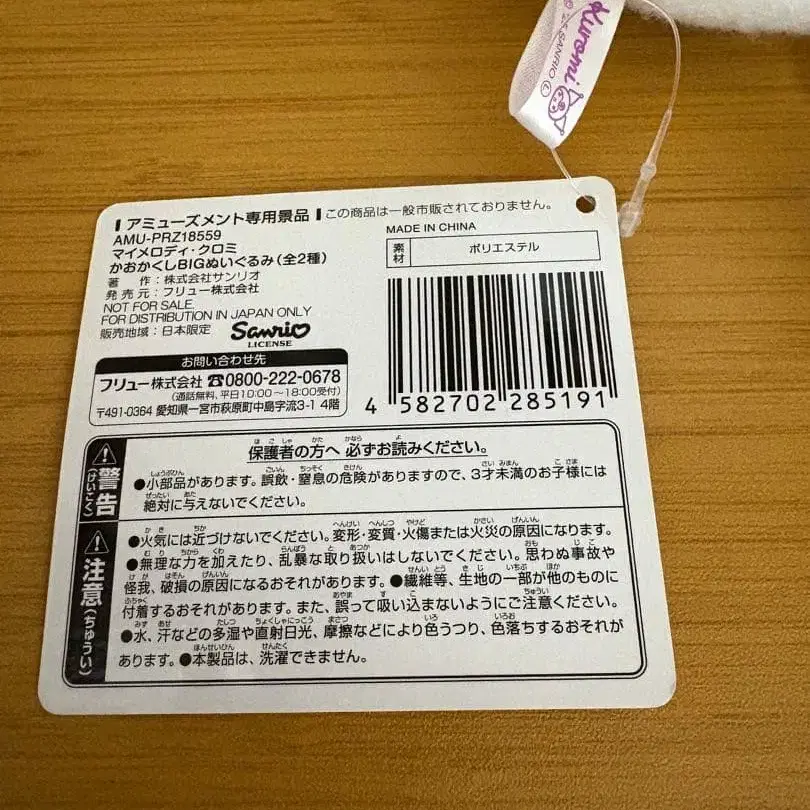 Kuromi
SANRIO
アミューズメント専用景品 この商品は一般市販されておりません。
AMU-PRZ18559
マイメロディ・クロミ
かおかくしBIGぬいぐるみ(全2種)
著 作:株式会社サンリオ
発 売 元:フリュー株式会社
NOT FOR SALE.
FOR DISTRIBUTION IN JAPAN ONLY
販売地域:日本限定
Sanrio
LICENSE
MADE IN CHINA
素材 ポリエステル
4 582702 285191
お問い合わせ先
フリュー株式会社 ☎0800-222-0678
(通話無料、平日10:00〜18:00受付)
〒491-0364 愛知県一宮市萩原町中島字流3-1 4階
保護者の方へ 必ずお読みください。
警告(けいこく)
●小部品があります。誤飲・窒息の危険がありますので、3才未満のお子様には
絶対に与えないでください。
注意(ちゅうい)
●火気には近づけないでください。変形・変質・火傷または火災の原因になります。
●無理な力を加えたり、乱暴な取り扱いはしないでください。思わぬ事故や
怪我、破損の原因になるおそれがあります。●繊維等、生地の一部が他のものに
付着するおそれがあります。また、誤って吸い込まないようにご注意ください。
●水、汗などの多湿や直射日光、摩擦などにより色うつり、色落ちするおそれが
あります。●本製品は、洗濯できません。